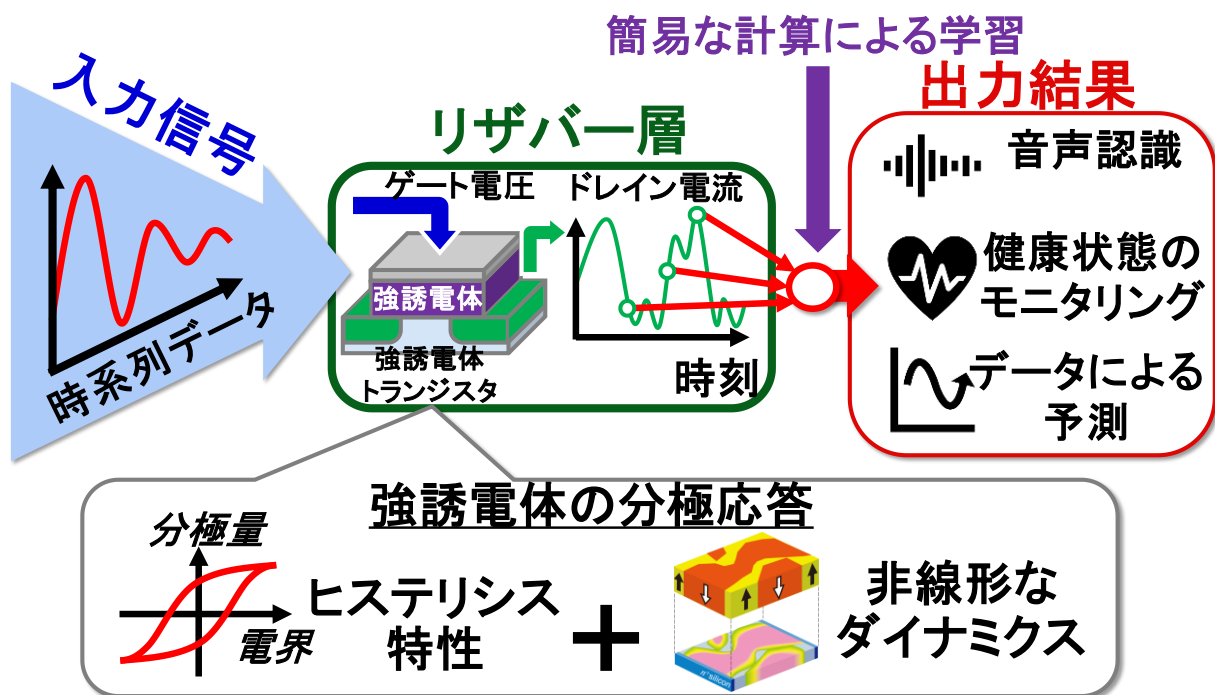 簡易な計算による学習
入力信号
時系列データ
リザバー層
ゲート電圧
ドレイン電流
強誘電体
強誘電体
トランジスタ
時刻
出力結果
音声認識
健康状態の
モニタリング
データによる
予測
強誘電体の分極応答
分極量
電界
ヒステリシス
特性
+
n⁺silicon
非線形な
ダイナミクス